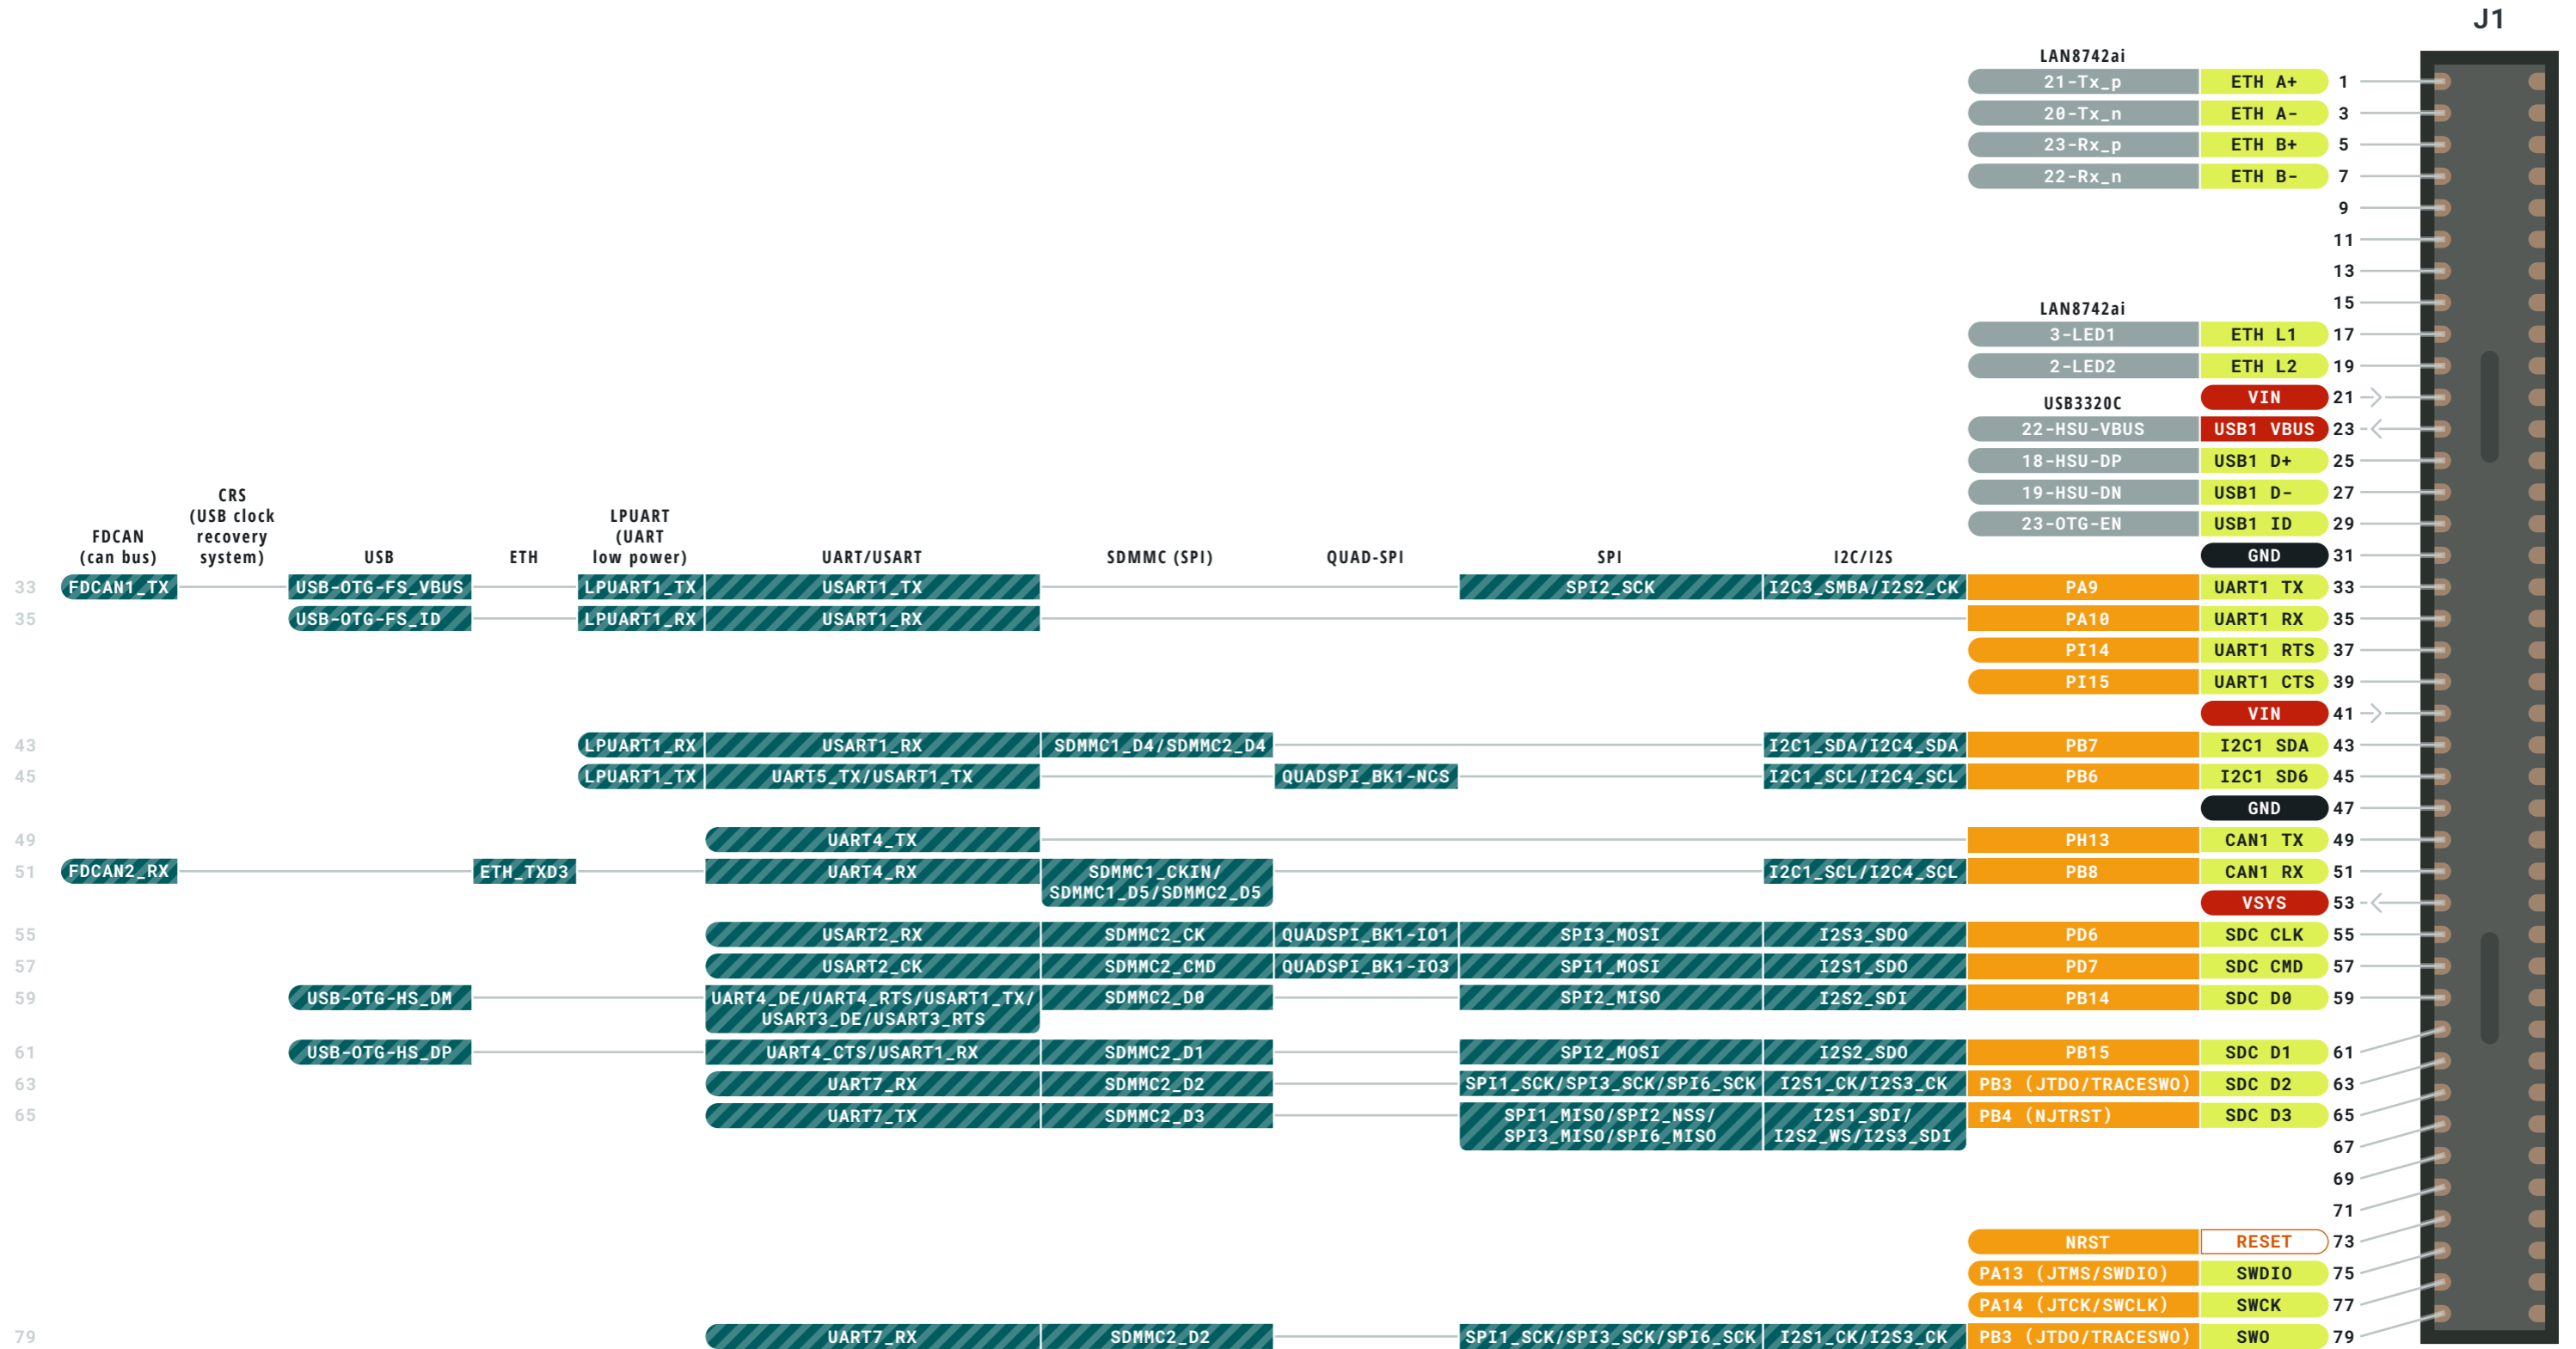 J1
LAN8742ai
21-Tx_p ETH A+ 1
20-Tx_n ETH A- 3
23-Rx_p ETH B+ 5
22-Rx_n ETH B- 7
9
11
13
15
LAN8742ai
3-LED1 ETH L1 17
2-LED2 ETH L2 19
VIN 21
USB3320C
22-HSU-VBUS USB1 VBUS 23
18-HSU-DP USB1 D+ 25
19-HSU-DN USB1 D- 27
23-OTG-EN USB1 ID 29
GND 31
FDCAN
(can bus)
CRS
(USB clock
recovery
system)
USB
ETH
LPUART
(UART
low power)
UART/USART
SDMMC (SPI)
QUAD-SPI
SPI
I2C/I2S
33 FDCAN1_TX USB-OTG-FS_VBUS LPUART1_TX USART1_TX SPI2_SCK I2C3_SMBA/I2S2_CK PA9 UART1 TX 33
35 USB-OTG-FS_ID LPUART1_RX USART1_RX PA10 UART1 RX 35
PI14 UART1 RTS 37
PI15 UART1 CTS 39
VIN 41
43 LPUART1_RX USART1_RX SDMMC1_D4/SDMMC2_D4 I2C1_SDA/I2C4_SDA PB7 I2C1 SDA 43
45 LPUART1_TX UART5_TX/USART1_TX QUADSPI_BK1-NCS I2C1_SCL/I2C4_SCL PB6 I2C1 SD6 45
GND 47
49 UART4_TX PH13 CAN1 TX 49
51 FDCAN2_RX ETH_TXD3 UART4_RX SDMMC1_CKIN/ I2C1_SCL/I2C4_SCL PB8 CAN1 RX 51
SDMMC1_D5/SDMMC2_D5
VSYS 53
55 USART2_RX SDMMC2_CK QUADSPI_BK1-IO1 SPI3_MOSI I2S3_SDO PD6 SDC CLK 55
57 USART2_CK SDMMC2_CMD QUADSPI_BK1-IO3 SPI1_MOSI I2S1_SDO PD7 SDC CMD 57
59 USB-OTG-HS_DM UART4_DE/UART4_RTS/USART1_TX/ SDMMC2_D0 SPI2_MISO I2S2_SDI PB14 SDC D0 59
USART3_DE/USART3_RTS
61 USB-OTG-HS_DP UART4_CTS/USART1_RX SDMMC2_D1 SPI2_MOSI I2S2_SDO PB15 SDC D1 61
63 UART7_RX SDMMC2_D2 SPI1_SCK/SPI3_SCK/SPI6_SCK I2S1_CK/I2S3_CK PB3 (JTDO/TRACESWO) SDC D2 63
65 UART7_TX SDMMC2_D3 SPI1_MISO/SPI2_NSS/ I2S1_SDI/ PB4 (NJTRST) SDC D3 65
SPI3_MISO/SPI6_MISO I2S2_WS/I2S3_SDI
67
69
71
NRST RESET 73
PA13 (JTMS/SWDIO) SWDIO 75
PA14 (JTCK/SWCLK) SWCK 77
79 UART7_RX SDMMC2_D2 SPI1_SCK/SPI3_SCK/SPI6_SCK I2S1_CK/I2S3_CK PB3 (JTDO/TRACESWO) SWO 79